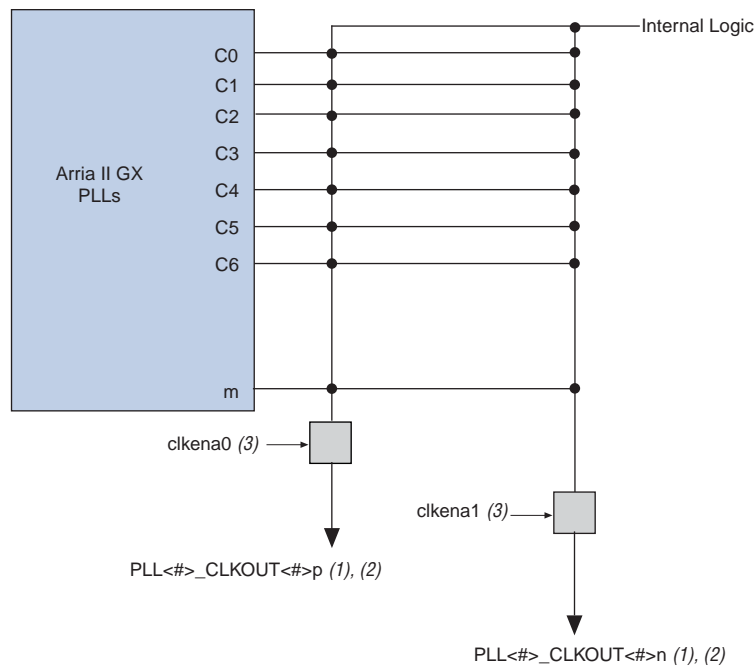 Internal Logic
C0
C1
C2
C3
Arria II GX
PLLs
C4
C5
C6
m
clkena0 (3)
clkena1 (3)
PLL<#>_CLKOUT<#>p (1), (2)
PLL<#>_CLKOUT<#>n (1), (2)